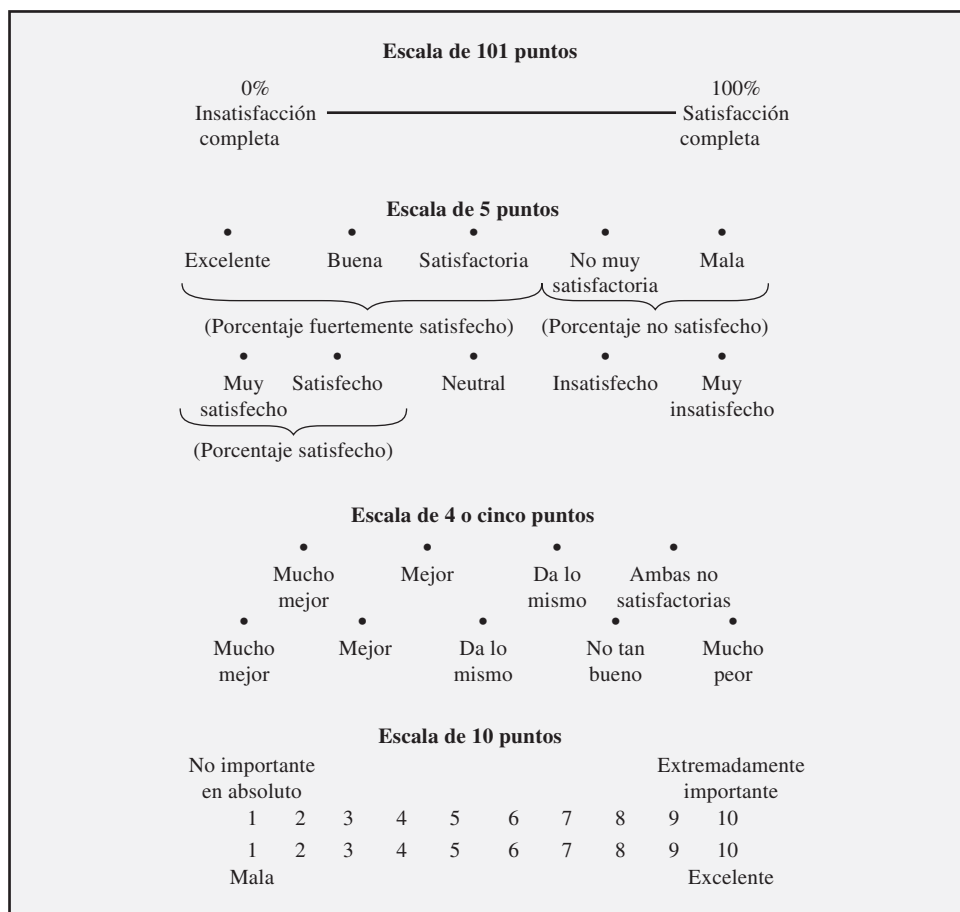 Escala de 101 puntos
0% 100%
Insatisfacción Satisfacción
completa completa
Escala de 5 puntos
• • • • •
Excelente Buena Satisfactoria No muy Mala
satisfactoria
(Porcentaje fuertemente satisfecho) (Porcentaje no satisfecho)
• • • • •
Muy Satisfecho Neutral Insatisfecho Muy
satisfecho insatisfecho
(Porcentaje satisfecho)
Escala de 4 o cinco puntos
• • • •
Mucho Mejor Da lo Ambas no
mejor mismo satisfactorias
• • • • •
Mucho Mejor Da lo No tan Mucho
mejor mismo bueno peor
Escala de 10 puntos
No importante Extremadamente
en absoluto importante
1 2 3 4 5 6 7 8 9 10
1 2 3 4 5 6 7 8 9 10
Mala Excelente